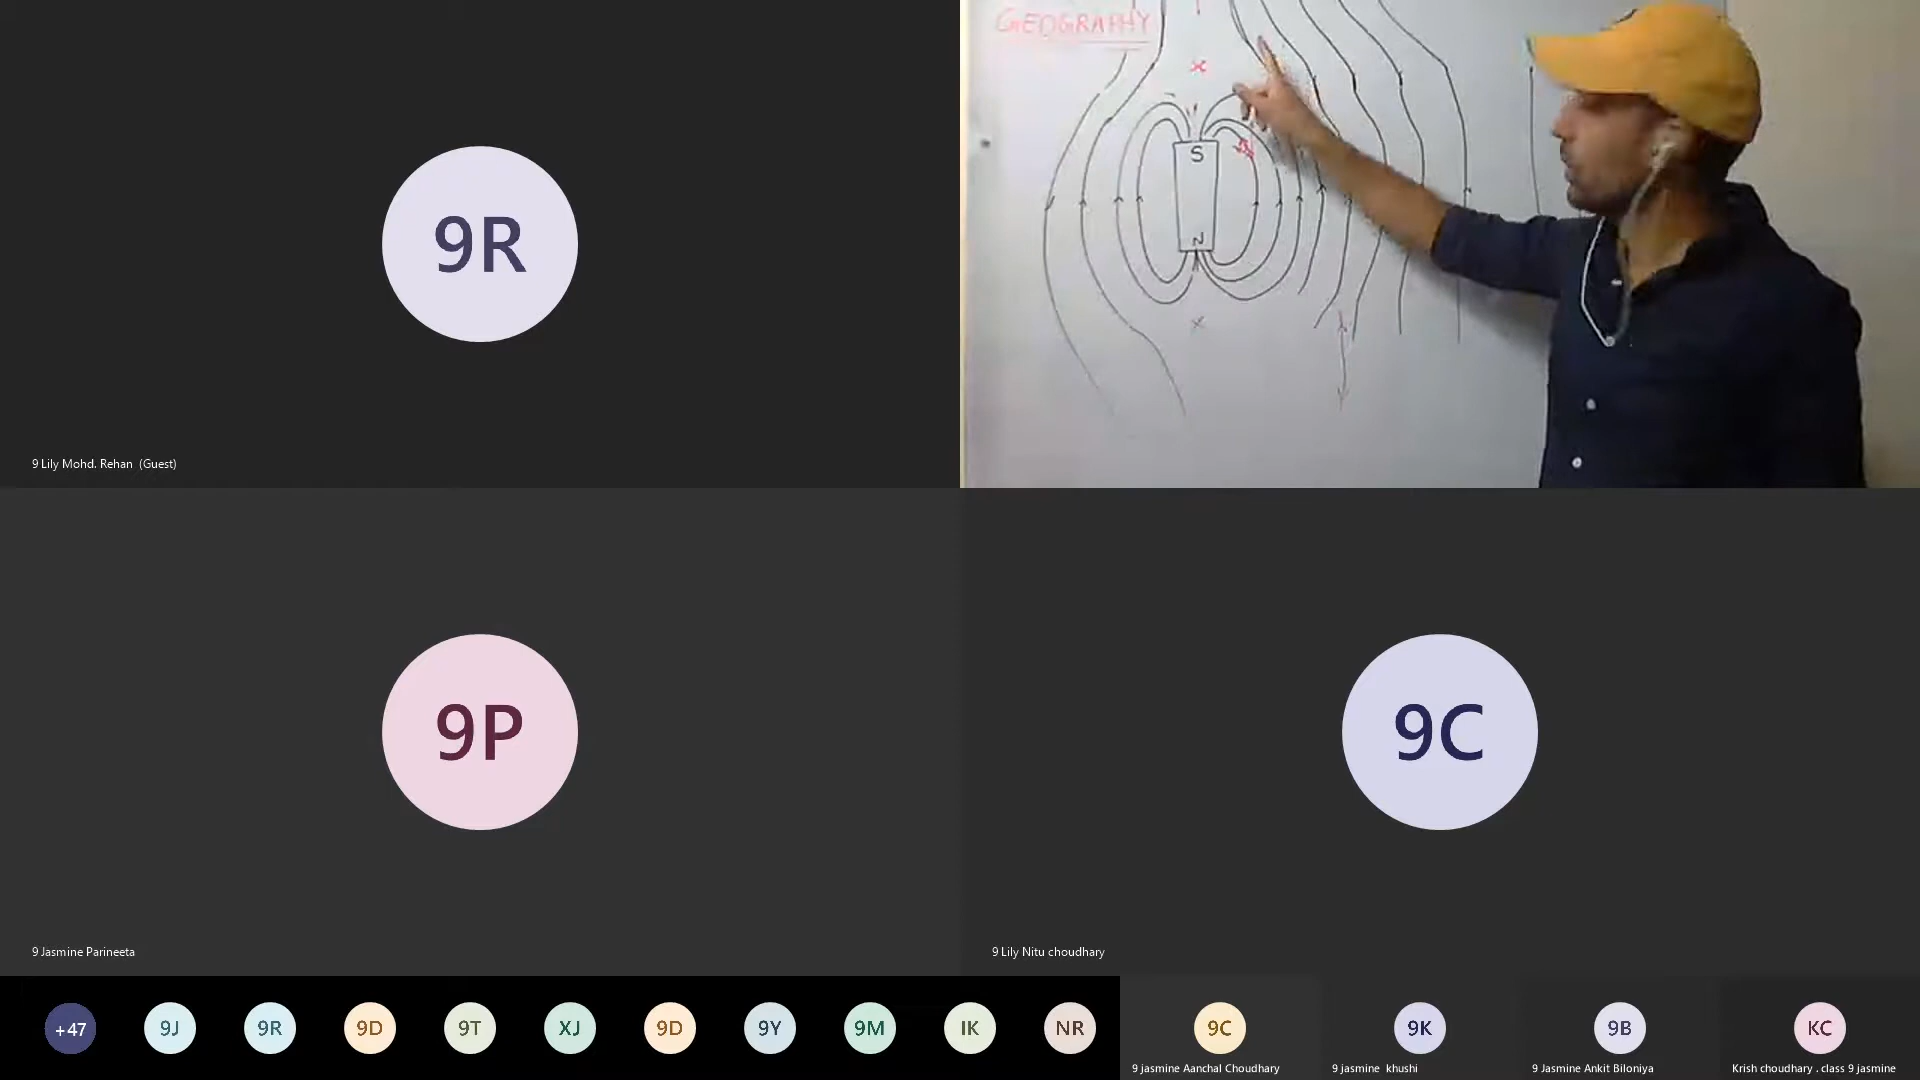 GEOGRAPHY
x
S
N
x
9R
9 Lily Mohd. Rehan (Guest)
9P
9 Jasmine Parineeta
9C
9 Lily Nitu choudhary
+47
9J
9R
9D
9T
XJ
9D
9Y
9M
IK
NR
9C
9 jasmine Aanchal Choudhary
9K
9 jasmine khushi
9B
9 Jasmine Ankit Biloniya
KC
Krish choudhary . class 9 jasmine